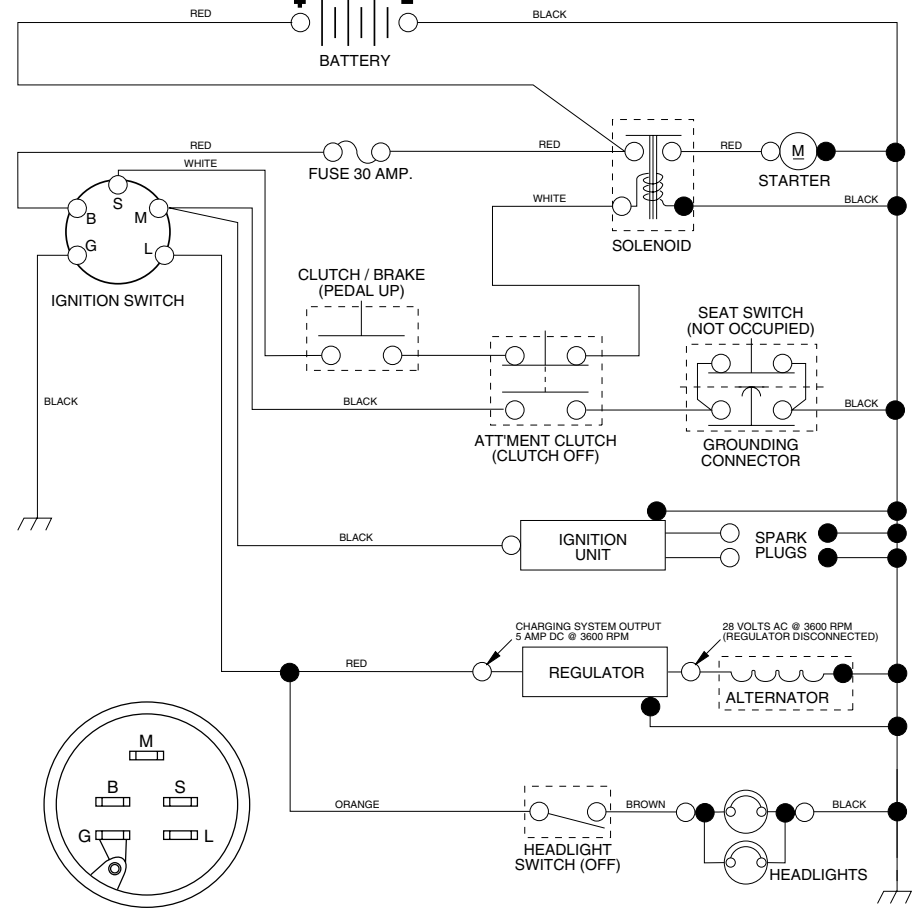 RED
BLACK
BATTERY
RED
WHITE
FUSE 30 AMP.
RED
RED
M
STARTER
WHITE
BLACK
SOLENOID
S
B
M
G
L
IGNITION SWITCH
CLUTCH / BRAKE
(PEDAL UP)
SEAT SWITCH
(NOT OCCUPIED)
BLACK
BLACK
BLACK
ATT'MENT CLUTCH
(CLUTCH OFF)
GROUNDING
CONNECTOR
BLACK
IGNITION
UNIT
SPARK
PLUGS
CHARGING SYSTEM OUTPUT
5 AMP DC @ 3600 RPM
28 VOLTS AC @ 3600 RPM
(REGULATOR DISCONNECTED)
RED
REGULATOR
ALTERNATOR
M
B
S
G
L
ORANGE
BROWN
BLACK
HEADLIGHT
SWITCH (OFF)
HEADLIGHTS